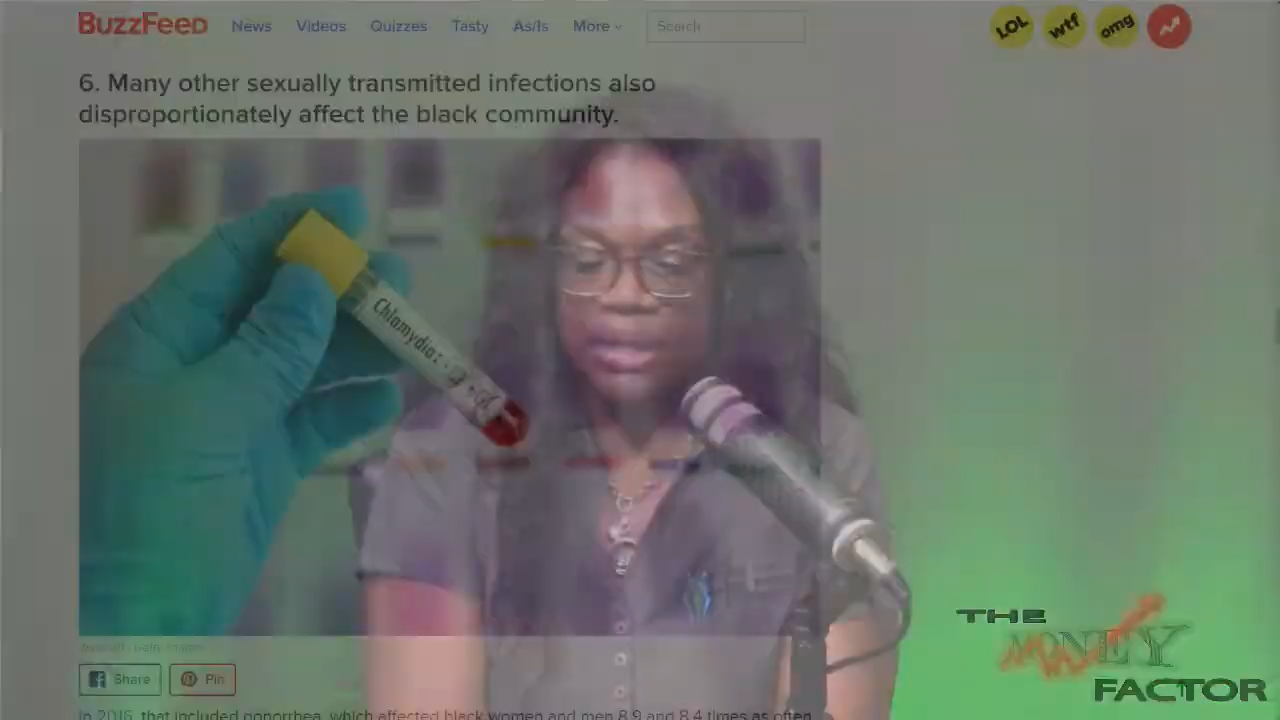 BuzzFeed News Videos Quizzes Tasty As/Is More Search LOL wtf omg
6. Many other sexually transmitted infections also
disproportionately affect the black community.
Chlamydia
Share Pin
In 2016, that included gonorrhea, which affected black women and men 8.9 and 8.4 times as often
THE
MONEY
FACTOR